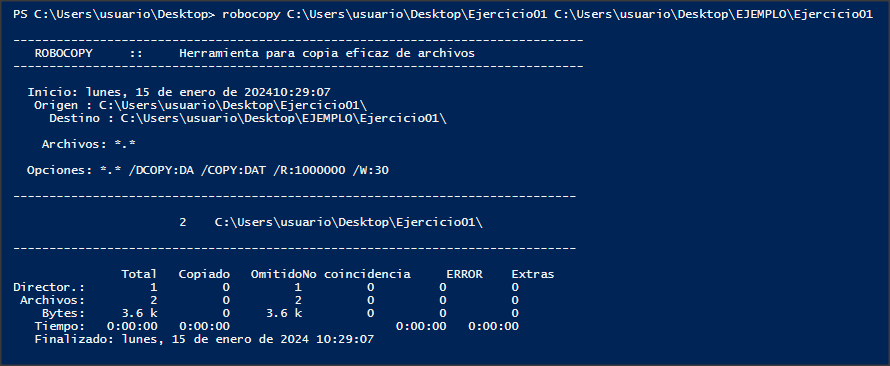 PS C:\Users\usuario\Desktop> robocopy C:\Users\usuario\Desktop\Ejercicio01 C:\Users\usuario\Desktop\EJEMPLO\Ejercicio01
-------------------------------------------------------------------------------
   ROBOCOPY     ::     Herramienta para copia eficaz de archivos
-------------------------------------------------------------------------------
  Inicio: lunes, 15 de enero de 202410:29:07
   Origen : C:\Users\usuario\Desktop\Ejercicio01\
     Destino : C:\Users\usuario\Desktop\EJEMPLO\Ejercicio01\
    Archivos: *.*
  Opciones: *.* /DCOPY:DA /COPY:DAT /R:1000000 /W:30
------------------------------------------------------------------------------
                       2    C:\Users\usuario\Desktop\Ejercicio01\
------------------------------------------------------------------------------
               Total   Copiado   OmitidoNo coincidencia     ERROR    Extras
Director.:         1         0         1         0         0         0
 Archivos:         2         0         2         0         0         0
    Bytes:     3.6 k         0     3.6 k         0         0         0
   Tiempo:   0:00:00   0:00:00                       0:00:00   0:00:00
   Finalizado: lunes, 15 de enero de 2024 10:29:07